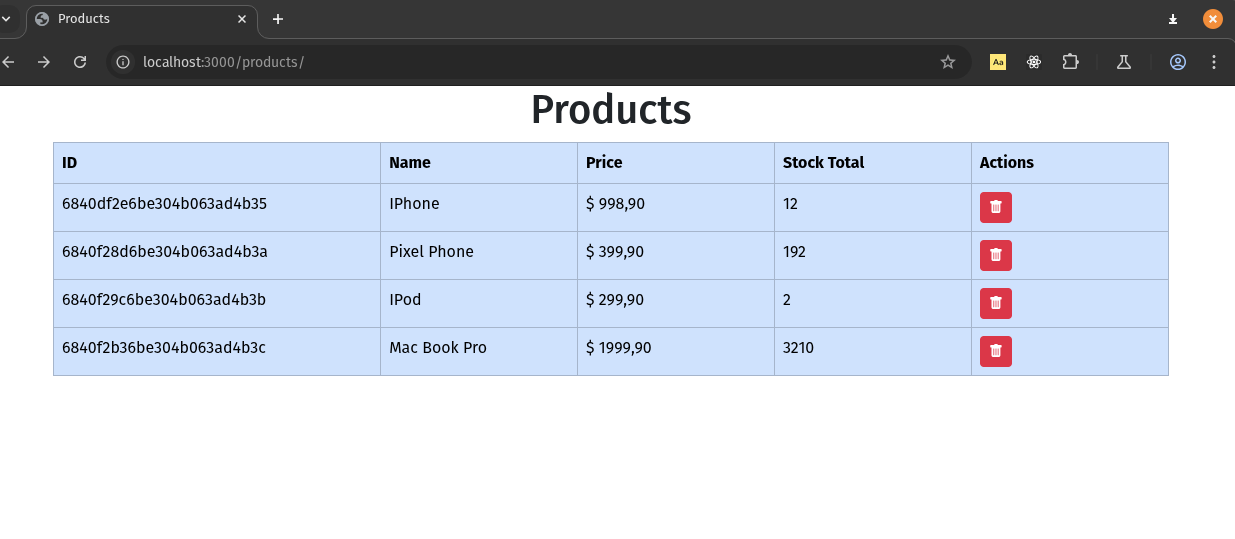 Products
localhost:3000/products/
Aa
Products
ID Name Price Stock Total Actions
6840df2e6be304b063ad4b35 IPhone $ 998,90 12
6840f28d6be304b063ad4b3a Pixel Phone $ 399,90 192
6840f29c6be304b063ad4b3b IPod $ 299,90 2
6840f2b36be304b063ad4b3c Mac Book Pro $ 1999,90 3210